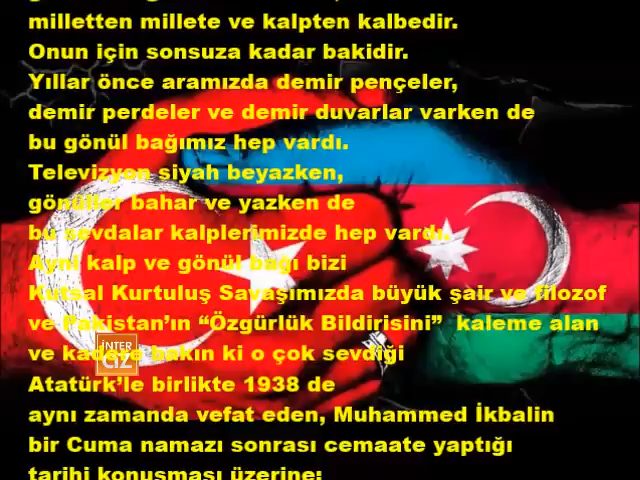 milletten millete ve kalpten kalbedir.
Onun için sonsuza kadar bakidir.
Yıllar önce aramızda demir pençeler,
demir perdeler ve demir duvarlar varken de
bu gönül bağımız hep vardı.
Televizyon siyah beyazken,
gönüller bahar ve yazken de
bu sevdalar kalplerimizde hep vardı.
Ayni kalp ve gönül bağı bizi
Kutsal Kurtuluş Savaşımızda büyük şair ve filozof
ve Pakistan’ın “Özgürlük Bildirisini” kaleme alan
ve kadere bakın ki o çok sevdiği
Atatürk’le birlikte 1938 de
aynı zamanda vefat eden, Muhammed İkbalin
bir Cuma namazı sonrası cemaate yaptığı
tarihi konuşması üzerine;
İNTER
GİZ